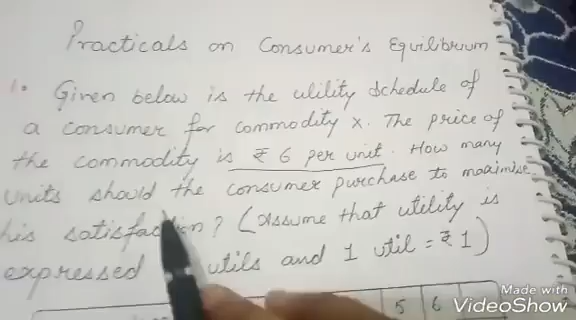 Practicals on Consumer's Equilibrium
1. Given below is the utility schedule of
a consumer for commodity x. The price of
the commodity is ₹ 6 per unit. How many
units should the consumer purchase to maximise
his satisfaction? (Assume that utility is
expressed utils and 1 util = ₹ 1)
5 6
Made with
VideoShow